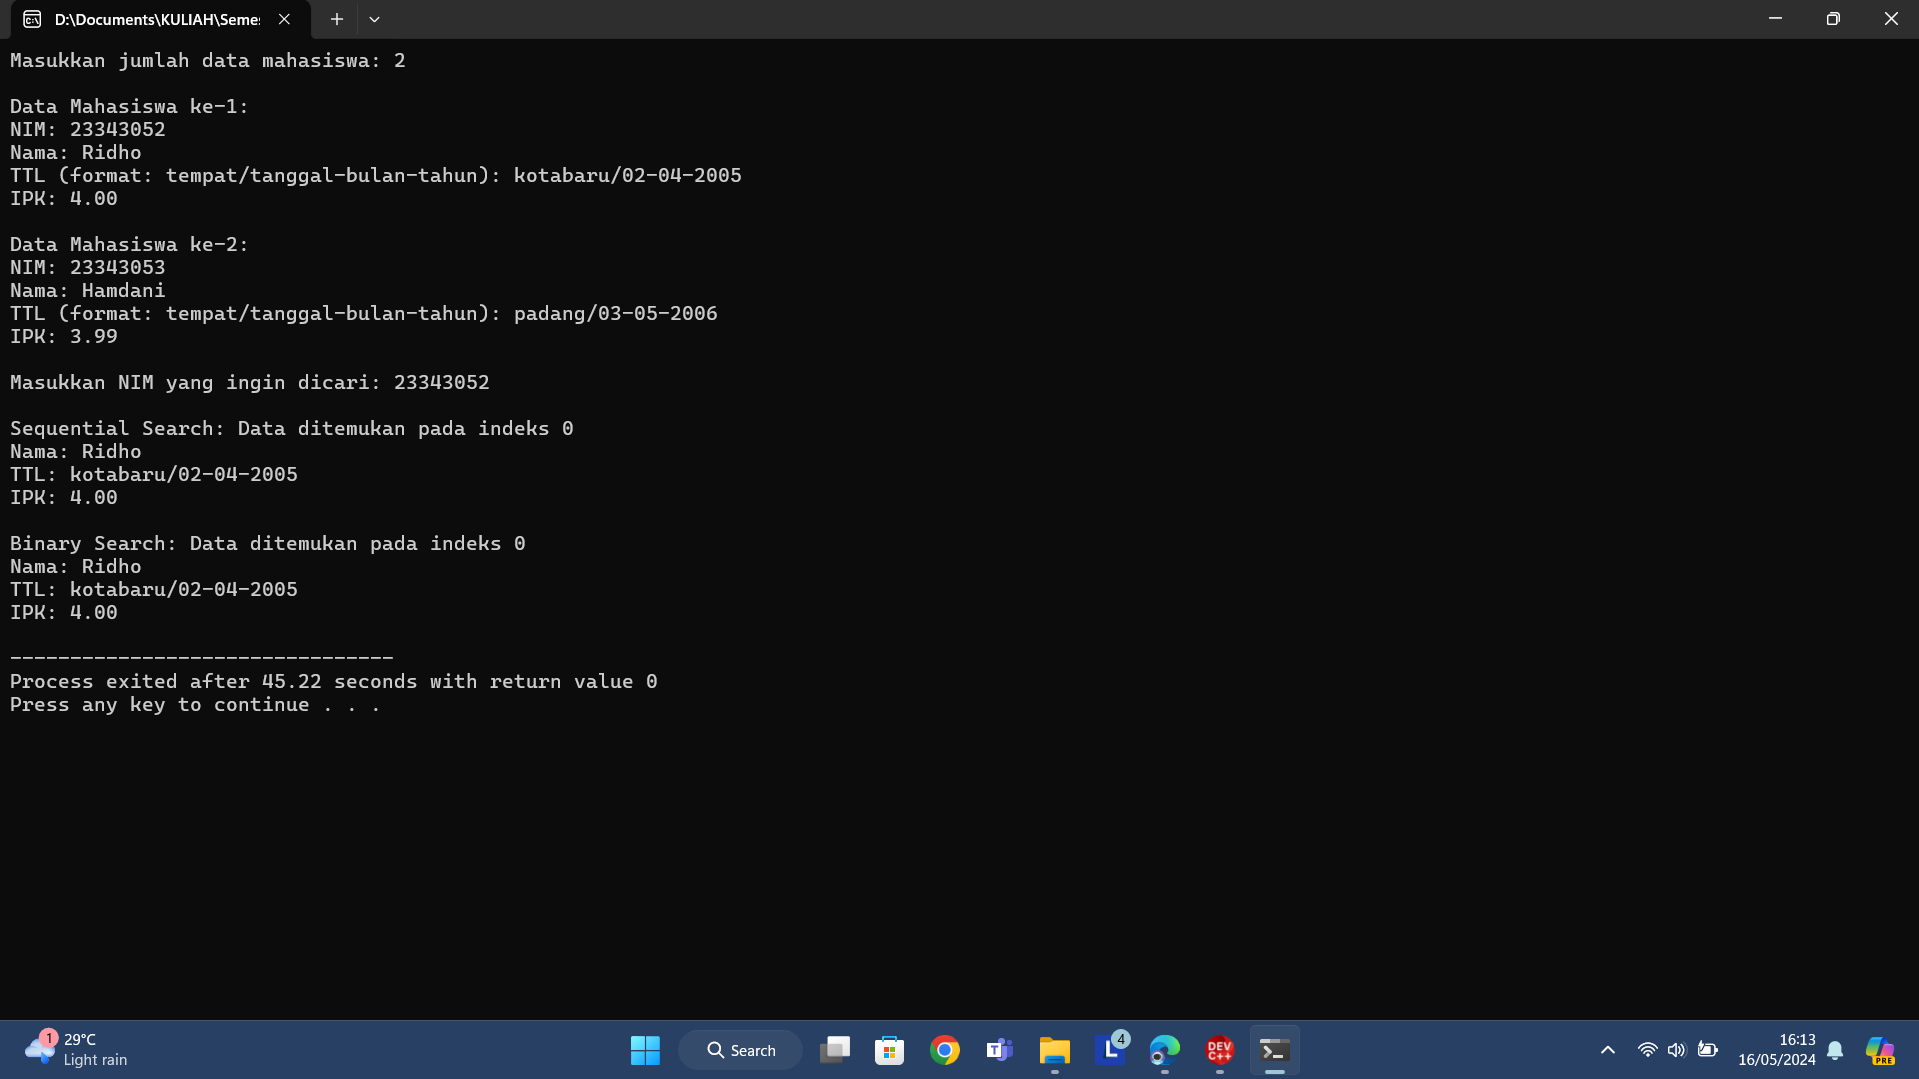 D:\Documents\KULIAH\Seme
Masukkan jumlah data mahasiswa: 2
Data Mahasiswa ke-1:
NIM: 23343052
Nama: Ridho
TTL (format: tempat/tanggal-bulan-tahun): kotabaru/02-04-2005
IPK: 4.00
Data Mahasiswa ke-2:
NIM: 23343053
Nama: Hamdani
TTL (format: tempat/tanggal-bulan-tahun): padang/03-05-2006
IPK: 3.99
Masukkan NIM yang ingin dicari: 23343052
Sequential Search: Data ditemukan pada indeks 0
Nama: Ridho
TTL: kotabaru/02-04-2005
IPK: 4.00
Binary Search: Data ditemukan pada indeks 0
Nama: Ridho
TTL: kotabaru/02-04-2005
IPK: 4.00
--------------------------------
Process exited after 45.22 seconds with return value 0
Press any key to continue . . .
1
29°C
Light rain
Search
T
L
4
DEV
C++
16:13
16/05/2024
PRE